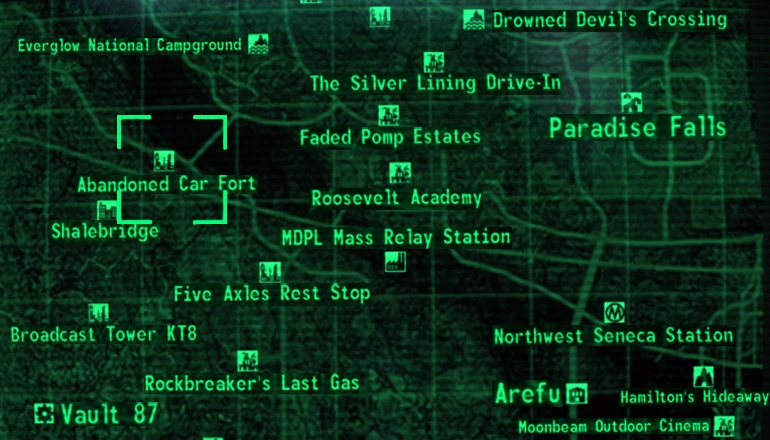 Drowned Devil's Crossing
Everglow National Campground
The Silver Lining Drive-In
Paradise Falls
Faded Pomp Estates
Abandoned Car Fort
Roosevelt Academy
Shalebridge
MDPL Mass Relay Station
Five Axles Rest Stop
Broadcast Tower KT8
Northwest Seneca Station
Rockbreaker's Last Gas
Arefu
Hamilton's Hideaway
Vault 87
Moonbeam Outdoor Cinema